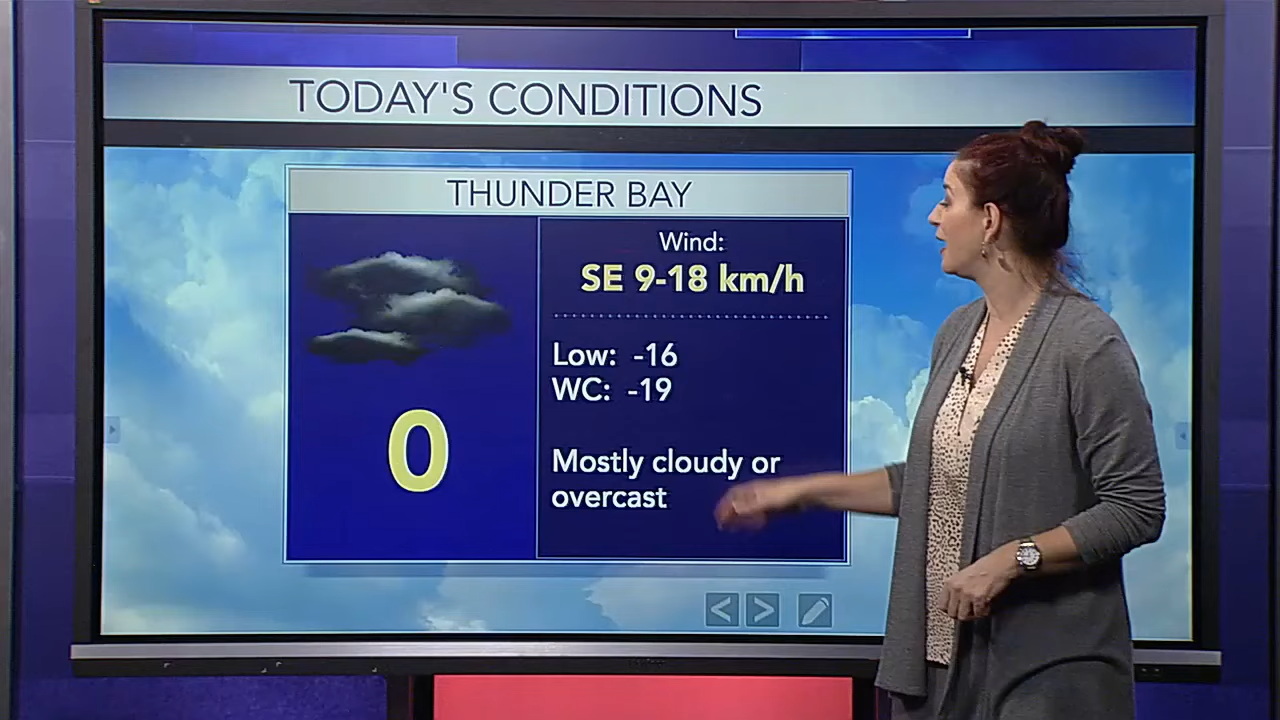 TODAY'S CONDITIONS
THUNDER BAY
Wind:
SE 9-18 km/h
Low: -16
WC: -19
0
Mostly cloudy or
overcast